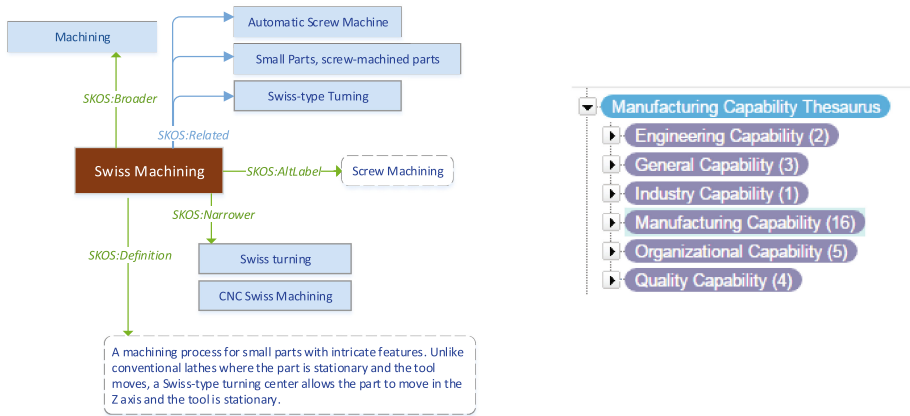 Machining
Automatic Screw Machine
Small Parts, screw-machined parts
Swiss-type Turning
SKOS:Broader
SKOS:Related
Swiss Machining
SKOS:AltLabel
Screw Machining
SKOS:Narrower
SKOS:Definition
Swiss turning
CNC Swiss Machining
A machining process for small parts with intricate features. Unlike
conventional lathes where the part is stationary and the tool
moves, a Swiss-type turning center allows the part to move in the
Z axis and the tool is stationary.
Manufacturing Capability Thesaurus
Engineering Capability (2)
General Capability (3)
Industry Capability (1)
Manufacturing Capability (16)
Organizational Capability (5)
Quality Capability (4)